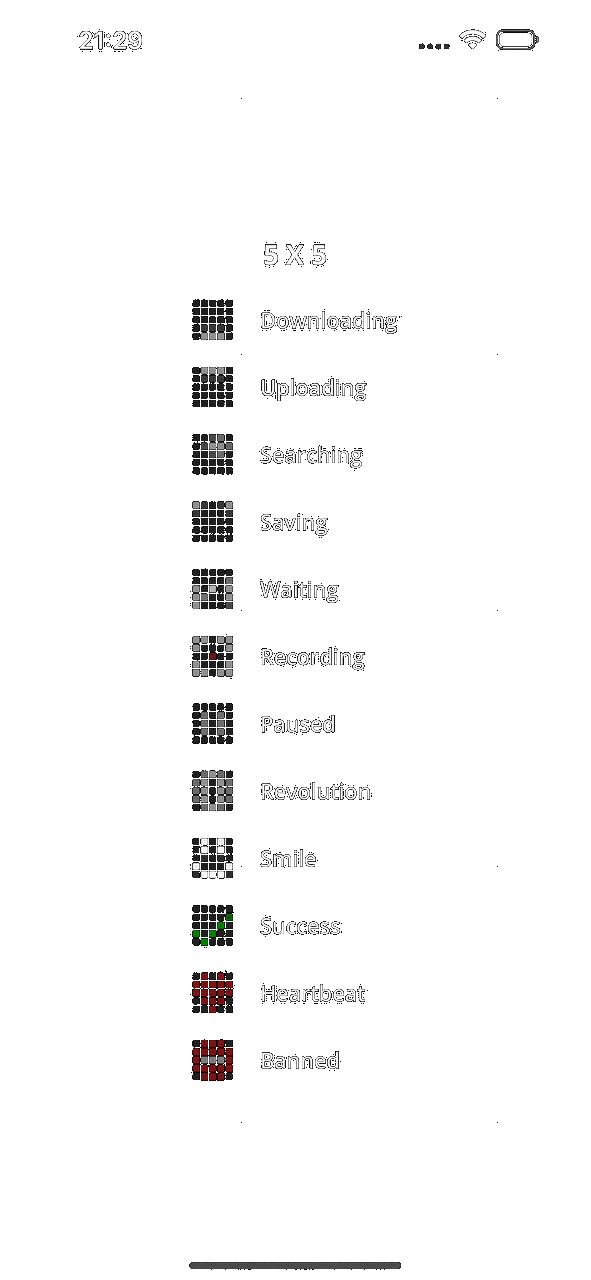 21:29
5 X 5
Downloading
Uploading
Searching
Saving
Waiting
Recording
Paused
Revolution
Smile
Success
Heartbeat
Banned